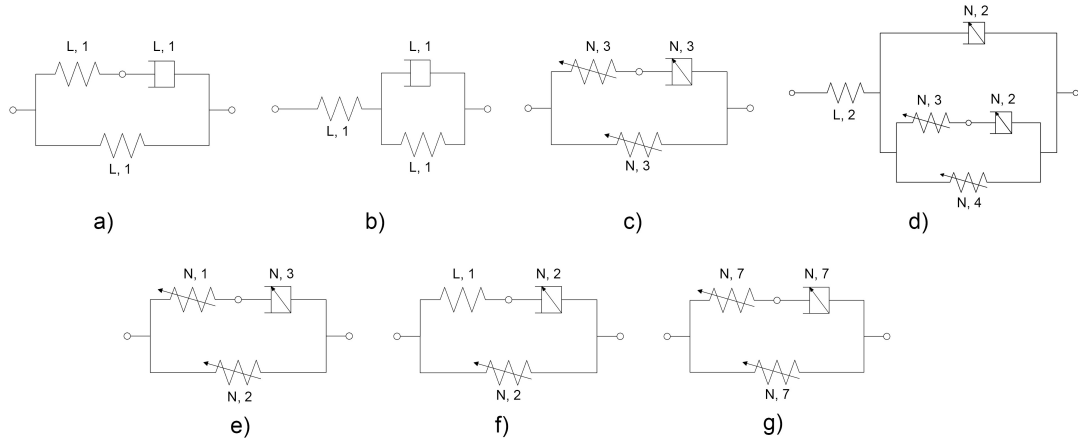 L, 1
L, 1
L, 1
a)
L, 1
L, 1
L, 1
b)
N, 3
N, 3
N, 3
c)
N, 2
L, 2
N, 3
N, 2
N, 4
d)
N, 1
N, 3
N, 2
e)
L, 1
N, 2
N, 2
f)
N, 7
N, 7
N, 7
g)